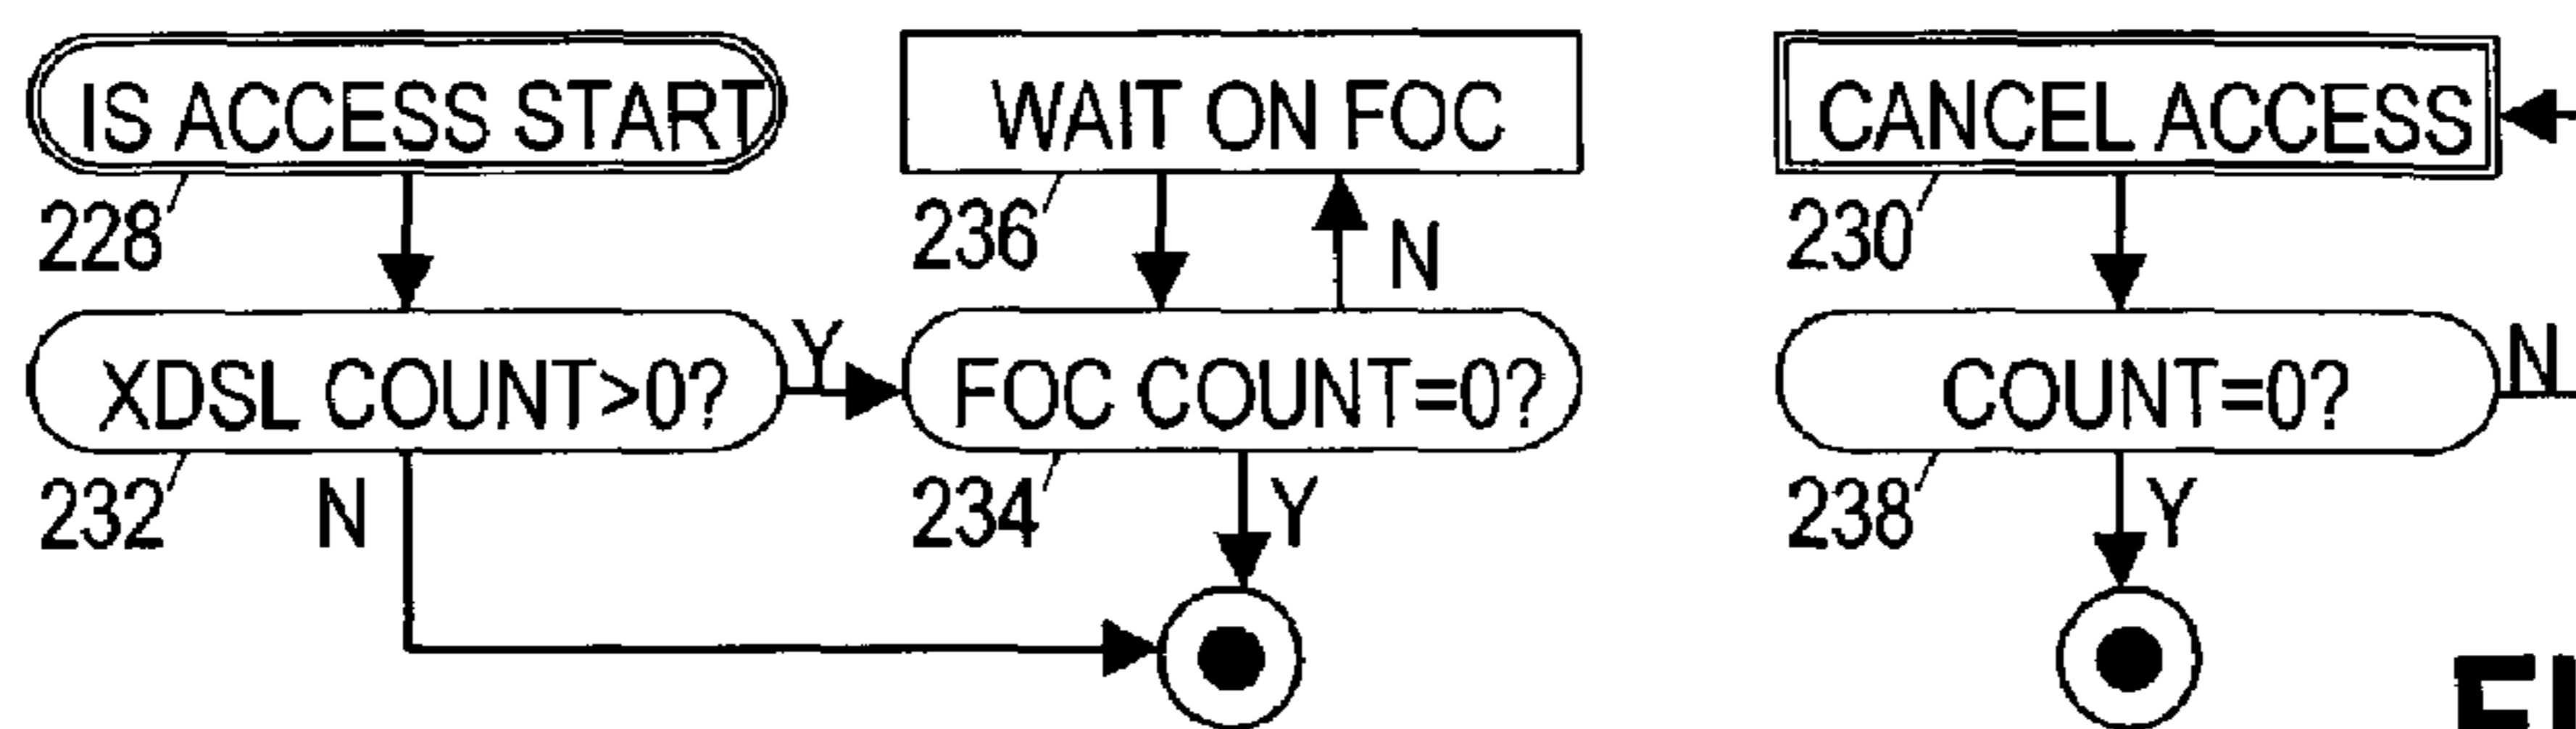 IS ACCESS START
WAIT ON FOC
CANCEL ACCESS
228
236
N
230
XDSL COUNT>0?
Y
FOC COUNT=0?
COUNT=0?
N
232
N
234
Y
238
Y